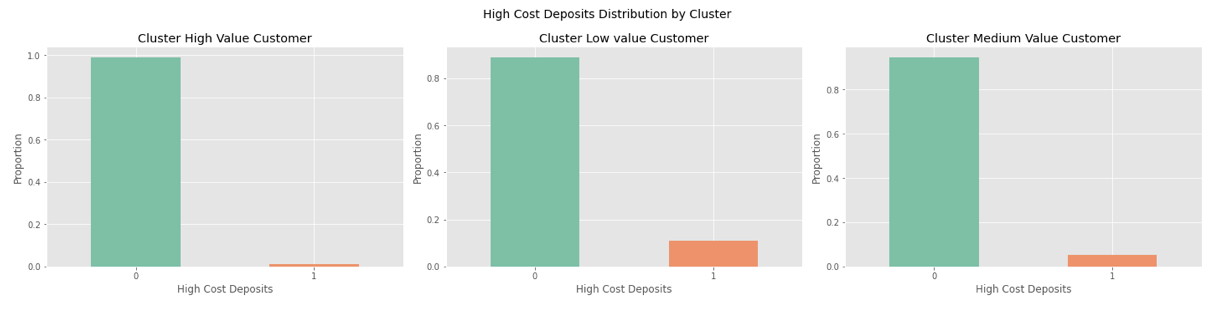 High Cost Deposits Distribution by Cluster
Cluster High Value Customer
1.0
0.8
0.6
0.4
0.2
0.0
Proportion
0
1
High Cost Deposits
Cluster Low value Customer
0.8
0.6
0.4
0.2
0.0
Proportion
0
1
High Cost Deposits
Cluster Medium Value Customer
0.8
0.6
0.4
0.2
0.0
Proportion
0
1
High Cost Deposits